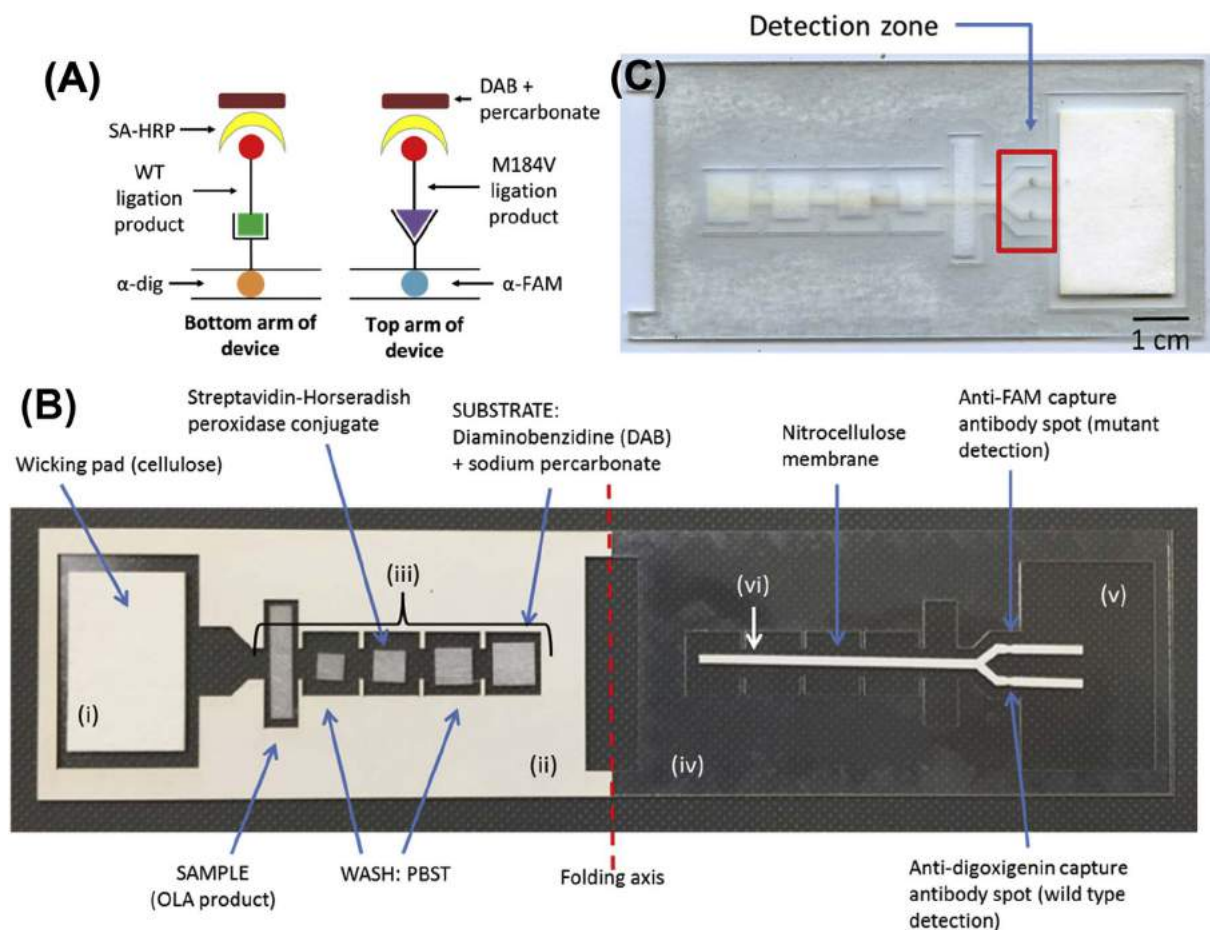 (A)
SA-HRP
WT
ligation
product
α-dig
DAB +
percarbonate
M184V
ligation
product
α-FAM
Bottom arm of
device
Top arm of
device
Detection zone
(C)
1 cm
(B)
Wicking pad (cellulose)
Streptavidin-Horseradish
peroxidase conjugate
SUBSTRATE:
Diaminobenzidine (DAB)
+ sodium percarbonate
Nitrocellulose
membrane
Anti-FAM capture
antibody spot (mutant
detection)
(i)
(ii)
(iii)
(iv)
(v)
(vi)
SAMPLE
(OLA product)
WASH: PBST
Folding axis
Anti-digoxigenin capture
antibody spot (wild type
detection)